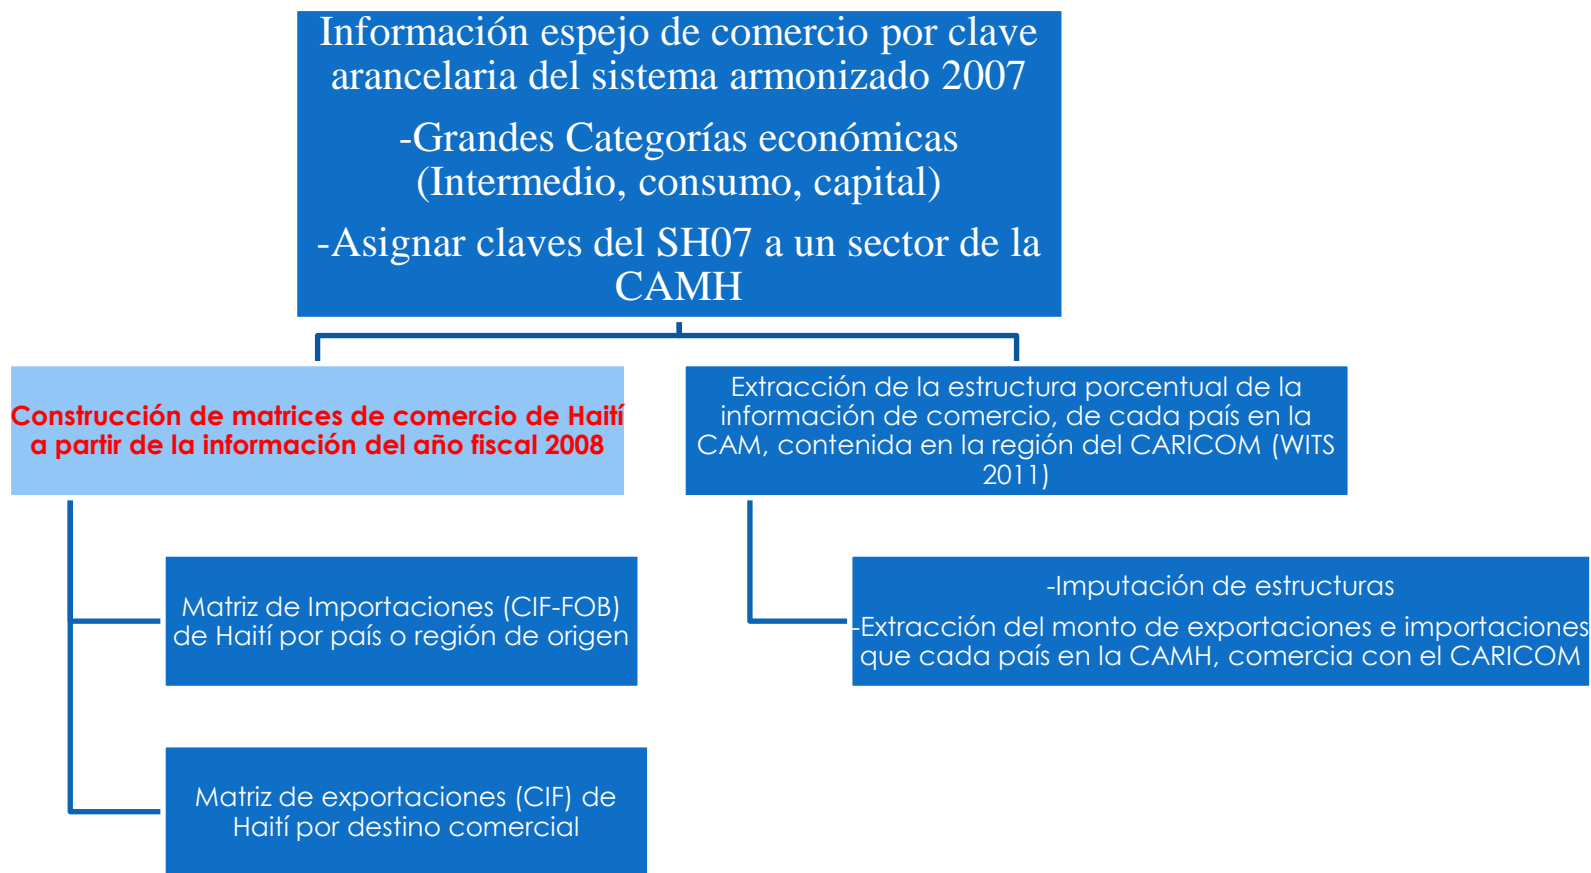 Información espejo de comercio por clave
arancelaria del sistema armonizado 2007
-Grandes Categorías económicas
(Intermedio, consumo, capital)
-Asignar claves del SH07 a un sector de la
CAMH
Construcción de matrices de comercio de Haití
a partir de la información del año fiscal 2008
Extracción de la estructura porcentual de la
información de comercio, de cada país en la
CAM, contenida en la región del CARICOM (WITS
2011)
Matriz de Importaciones (CIF-FOB)
de Haití por país o región de origen
-Imputación de estructuras
-Extracción del monto de exportaciones e importaciones
que cada país en la CAMH, comercia con el CARICOM
Matriz de exportaciones (CIF) de
Haití por destino comercial